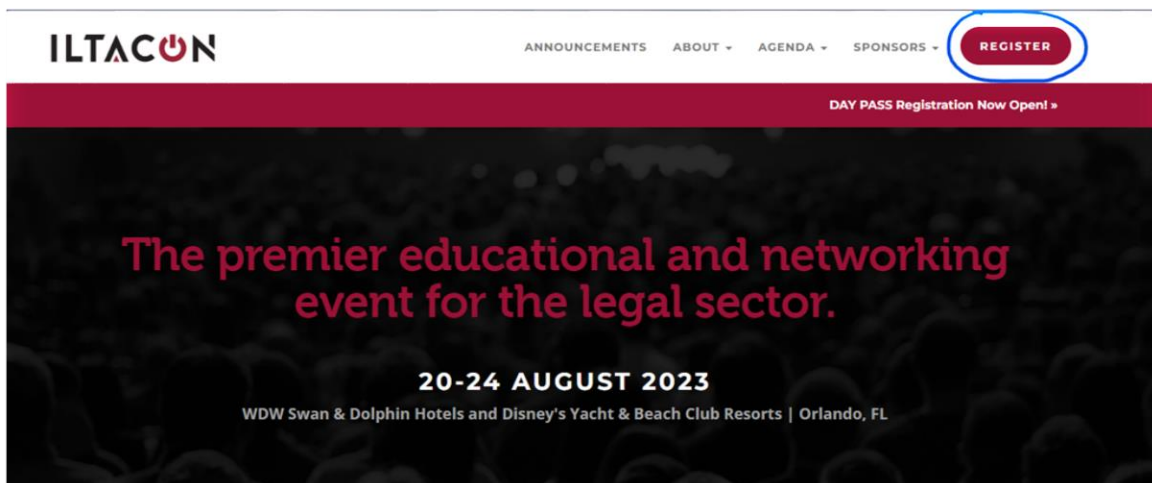 ILTACON
ANNOUNCEMENTS ABOUT AGENDA SPONSORS REGISTER
DAY PASS Registration Now Open! »
The premier educational and networking
event for the legal sector.
20-24 AUGUST 2023
WDW Swan & Dolphin Hotels and Disney's Yacht & Beach Club Resorts | Orlando, FL